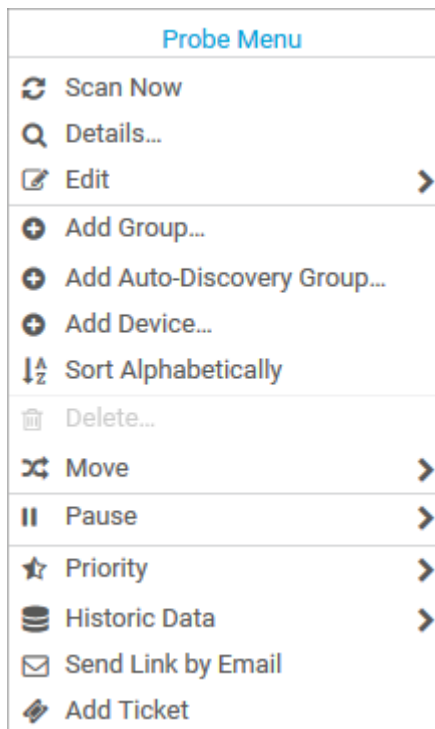 Probe Menu
Scan Now
Details...
Edit
Add Group...
Add Auto-Discovery Group...
Add Device...
Sort Alphabetically
Delete...
Move
Pause
Priority
Historic Data
Send Link by Email
Add Ticket